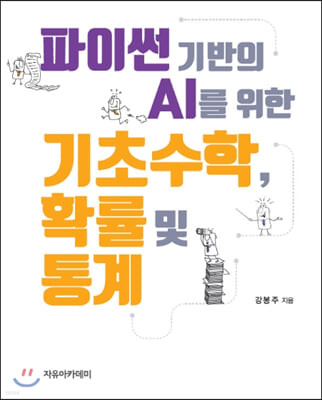 파이썬 기반의
AI를 위한
기초수학,
확률 및
통계
강봉주 지음
자유아카데미